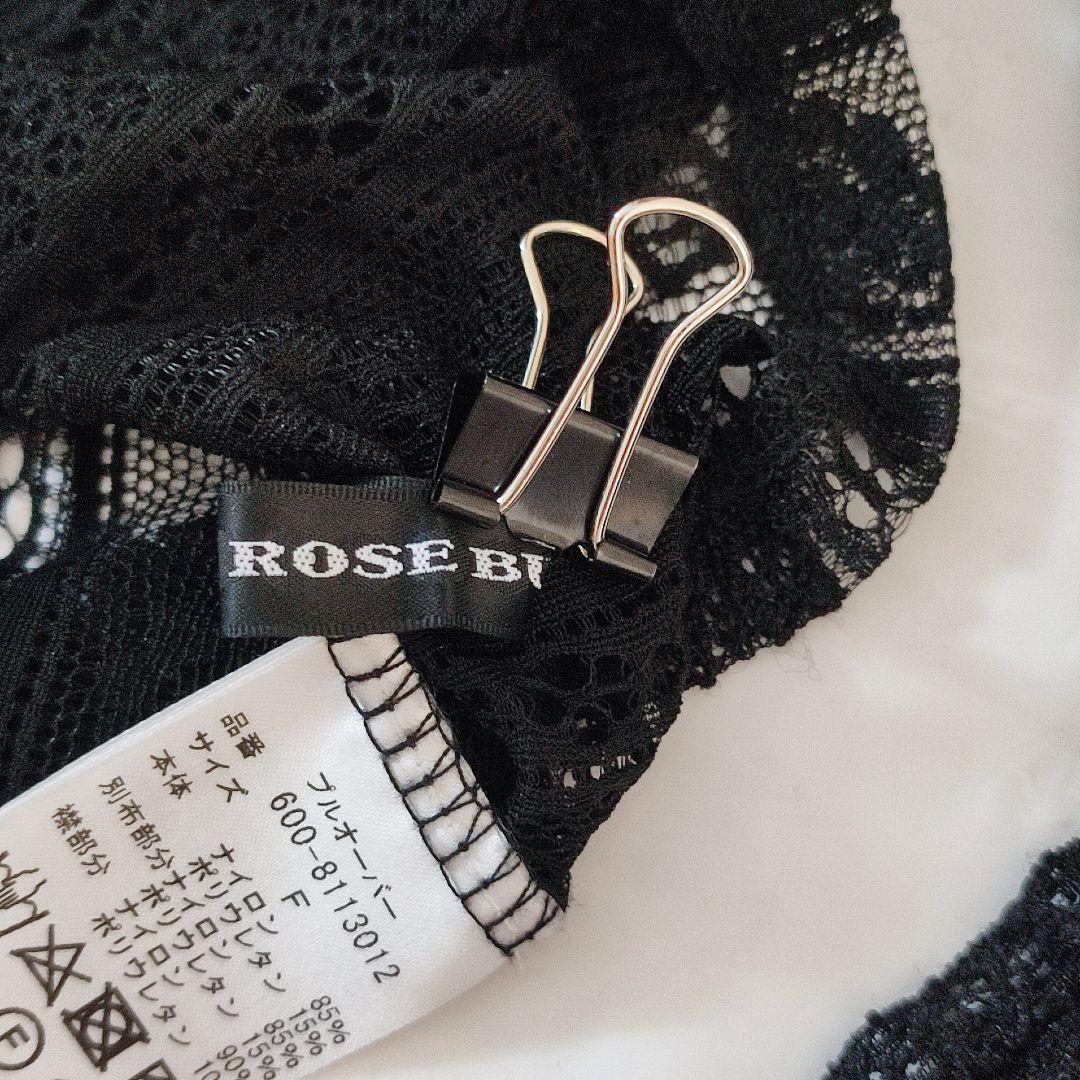 ROSE BU
プルオーバー
品番 600-8113012
サイズ F
本体 ナイロン 85%
ポリウレタン 15%
別布部分 ナイロン 85%
ポリウレタン 15%
襟部分 ナイロン 90%
ポリウレタン 10
F